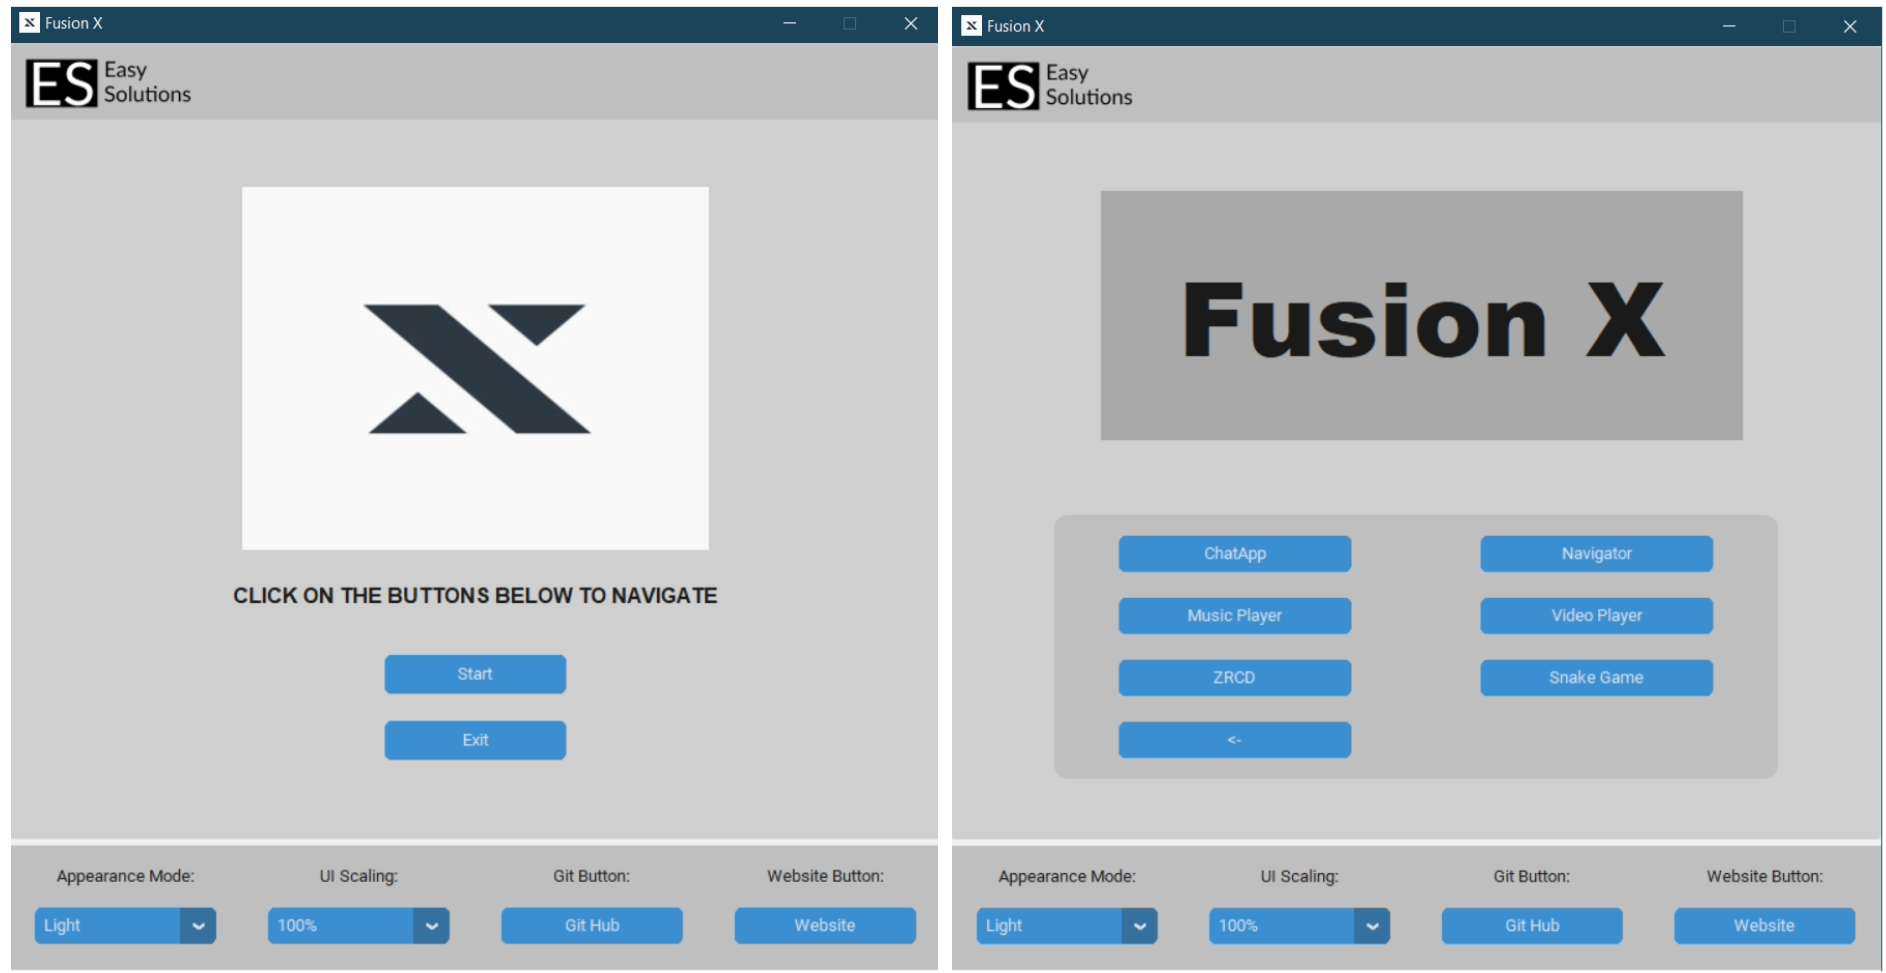 Fusion X
ES Easy
Solutions
CLICK ON THE BUTTONS BELOW TO NAVIGATE
Start
Exit
Appearance Mode: UI Scaling: Git Button: Website Button:
Light 100% Git Hub Website
Fusion X
ES Easy
Solutions
Fusion X
ChatApp Navigator
Music Player Video Player
ZRCD Snake Game
<-
Appearance Mode: UI Scaling: Git Button: Website Button:
Light 100% Git Hub Website